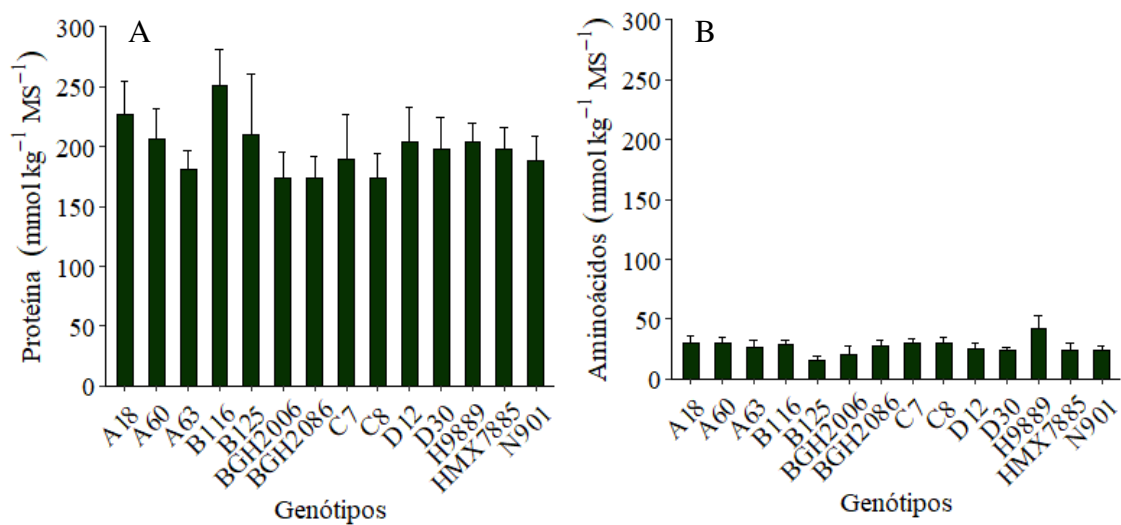 A
Proteína (mmol kg⁻¹ MS⁻¹)
300
250
200
150
100
50
0
A18
A60
A63
B116
B125
BGH2006
BGH2086
C7
C8
D12
D30
H9889
HMX7885
N901
Genótipos
B
Aminoácidos (mmol kg⁻¹ MS⁻¹)
300
250
200
150
100
50
0
A18
A60
A63
B116
B125
BGH2006
BGH2086
C7
C8
D12
D30
H9889
HMX7885
N901
Genótipos